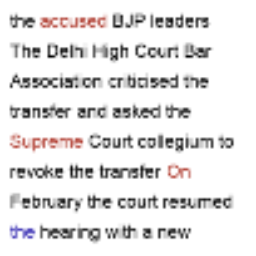 the accused BJP leaders
The Delhi High Court Bar
Association criticised the
transfer and asked the
Supreme Court collegium to
revoke the transfer On
February the court resumed
the hearing with a new